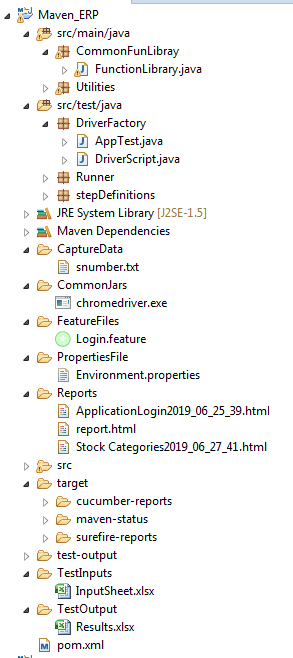 Maven_ERP
src/main/java
CommonFunLibray
FunctionLibrary.java
Utilities
src/test/java
DriverFactory
AppTest.java
DriverScript.java
Runner
stepDefinitions
JRE System Library [J2SE-1.5]
Maven Dependencies
CaptureData
snumber.txt
CommonJars
chromedriver.exe
FeatureFiles
Login.feature
PropertiesFile
Environment.properties
Reports
ApplicationLogin2019_06_25_39.html
report.html
Stock Categories2019_06_27_41.html
src
target
cucumber-reports
maven-status
surefire-reports
test-output
TestInputs
InputSheet.xlsx
TestOutput
Results.xlsx
pom.xml